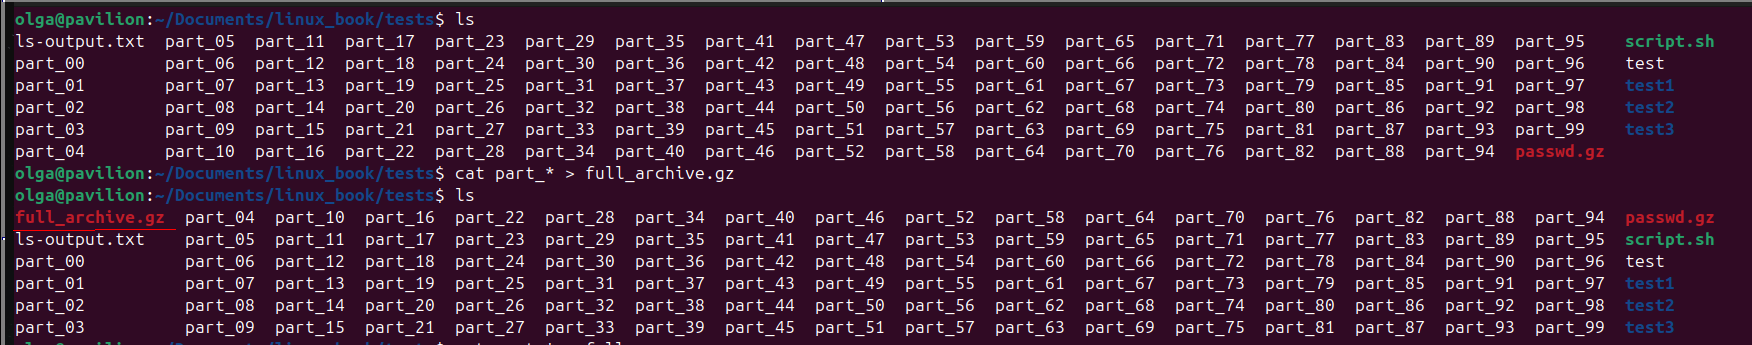 olga@pavilion:~/Documents/linux_book/tests$ ls
ls-output.txt  part_05  part_11  part_17  part_23  part_29  part_35  part_41  part_47  part_53  part_59  part_65  part_71  part_77  part_83  part_89  part_95    script.sh
part_00        part_06  part_12  part_18  part_24  part_30  part_36  part_42  part_48  part_54  part_60  part_66  part_72  part_78  part_84  part_90  part_96    test
part_01        part_07  part_13  part_19  part_25  part_31  part_37  part_43  part_49  part_55  part_61  part_67  part_73  part_79  part_85  part_91  part_97    test1
part_02        part_08  part_14  part_20  part_26  part_32  part_38  part_44  part_50  part_56  part_62  part_68  part_74  part_80  part_86  part_92  part_98    test2
part_03        part_09  part_15  part_21  part_27  part_33  part_39  part_45  part_51  part_57  part_63  part_69  part_75  part_81  part_87  part_93  part_99    test3
part_04        part_10  part_16  part_22  part_28  part_34  part_40  part_46  part_52  part_58  part_64  part_70  part_76  part_82  part_88  part_94  passwd.gz
olga@pavilion:~/Documents/linux_book/tests$ cat part_* > full_archive.gz
olga@pavilion:~/Documents/linux_book/tests$ ls
full_archive.gz  part_04  part_10  part_16  part_22  part_28  part_34  part_40  part_46  part_52  part_58  part_64  part_70  part_76  part_82  part_88  part_94  passwd.gz
ls-output.txt    part_05  part_11  part_17  part_23  part_29  part_35  part_41  part_47  part_53  part_59  part_65  part_71  part_77  part_83  part_89  part_95  script.sh
part_00          part_06  part_12  part_18  part_24  part_30  part_36  part_42  part_48  part_54  part_60  part_66  part_72  part_78  part_84  part_90  part_96  test
part_01          part_07  part_13  part_19  part_25  part_31  part_37  part_43  part_49  part_55  part_61  part_67  part_73  part_79  part_85  part_91  part_97  test1
part_02          part_08  part_14  part_20  part_26  part_32  part_38  part_44  part_50  part_56  part_62  part_68  part_74  part_80  part_86  part_92  part_98  test2
part_03          part_09  part_15  part_21  part_27  part_33  part_39  part_45  part_51  part_57  part_63  part_69  part_75  part_81  part_87  part_93  part_99  test3